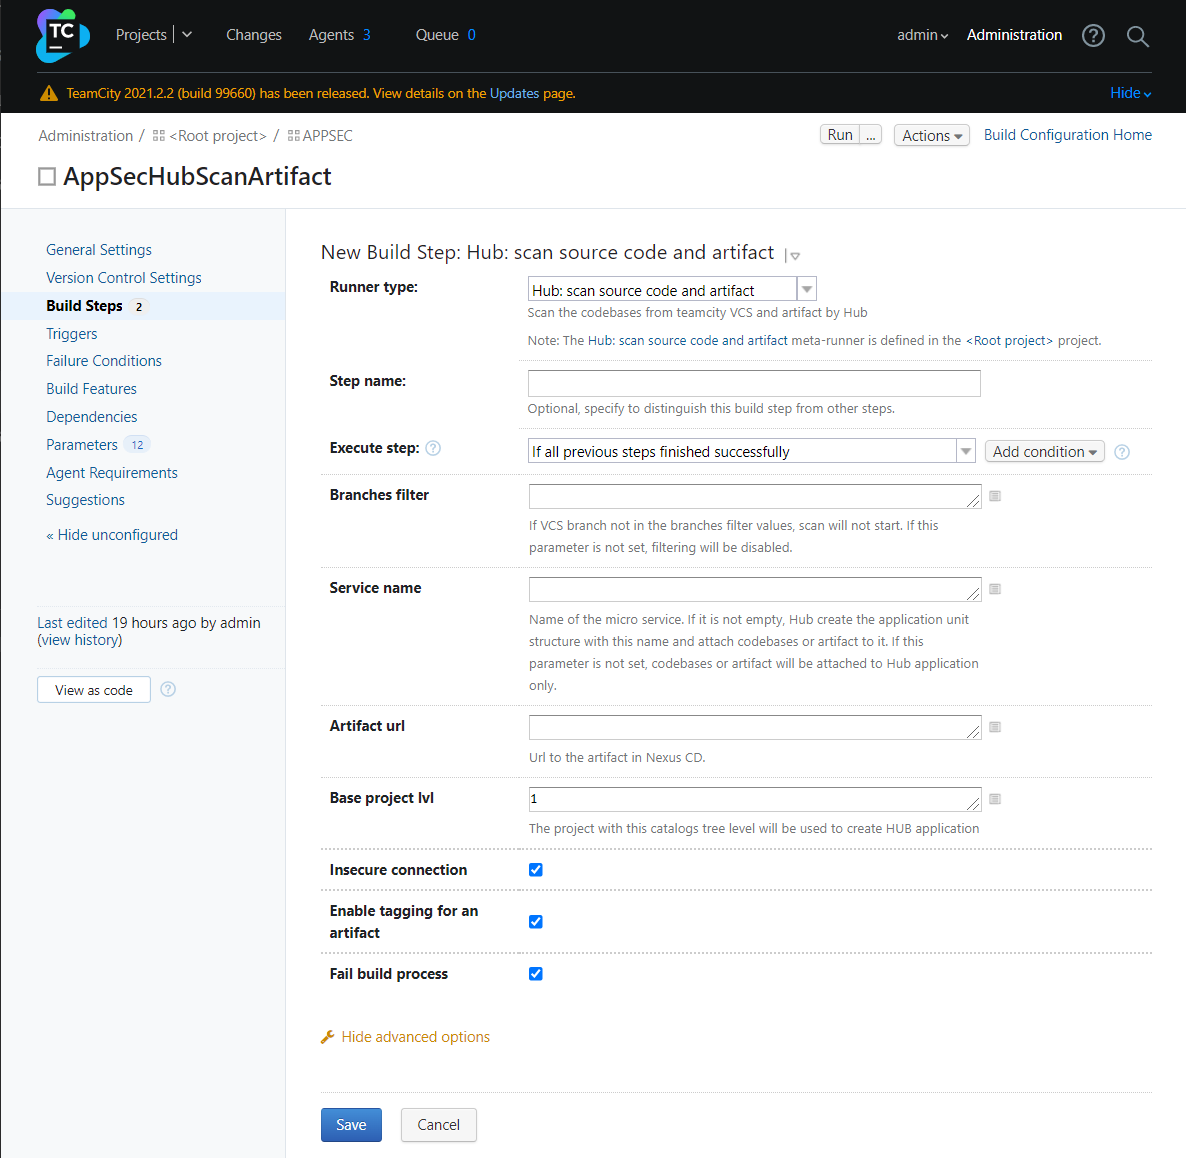 TC
Projects
Changes
Agents 3
Queue 0
admin
Administration
TeamCity 2021.2.2 (build 99660) has been released. View details on the Updates page.
Hide
Administration / <Root project> / APPSEC
Run ...
Actions
Build Configuration Home
AppSecHubScanArtifact
General Settings
Version Control Settings
Build Steps 2
Triggers
Failure Conditions
Build Features
Dependencies
Parameters 12
Agent Requirements
Suggestions
« Hide unconfigured
Last edited 19 hours ago by admin
(view history)
View as code ?
New Build Step: Hub: scan source code and artifact
Runner type:
Hub: scan source code and artifact
Scan the codebases from teamcity VCS and artifact by Hub
Note: The Hub: scan source code and artifact meta-runner is defined in the <Root project> project.
Step name:
Optional, specify to distinguish this build step from other steps.
Execute step: ?
If all previous steps finished successfully
Add condition ?
Branches filter
If VCS branch not in the branches filter values, scan will not start. If this
parameter is not set, filtering will be disabled.
Service name
Name of the micro service. If it is not empty, Hub create the application unit
structure with this name and attach codebases or artifact to it. If this
parameter is not set, codebases or artifact will be attached to Hub application
only.
Artifact url
Url to the artifact in Nexus CD.
Base project lvl
1
The project with this catalogs tree level will be used to create HUB application
Insecure connection
Enable tagging for an
artifact
Fail build process
Hide advanced options
Save
Cancel